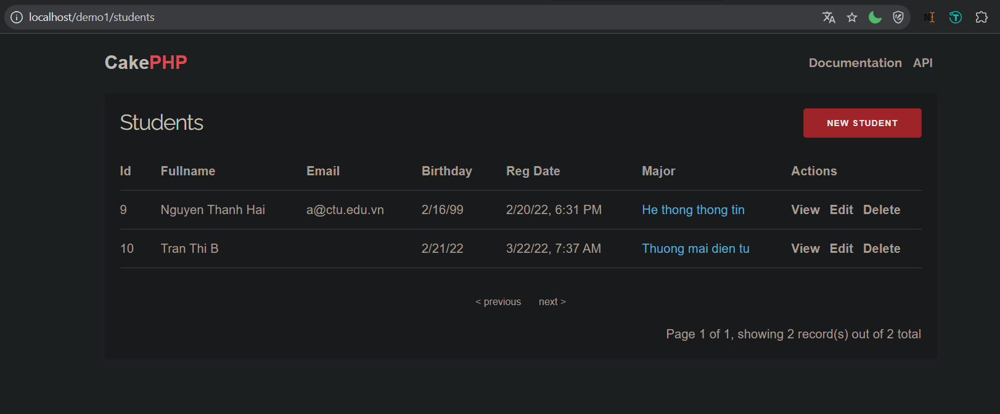 localhost/demo1/students
CakePHP Documentation API
Students NEW STUDENT
Id Fullname Email Birthday Reg Date Major Actions
9 Nguyen Thanh Hai a@ctu.edu.vn 2/16/99 2/20/22, 6:31 PM He thong thong tin View Edit Delete
10 Tran Thi B 2/21/22 3/22/22, 7:37 AM Thuong mai dien tu View Edit Delete
< previous next >
Page 1 of 1, showing 2 record(s) out of 2 total